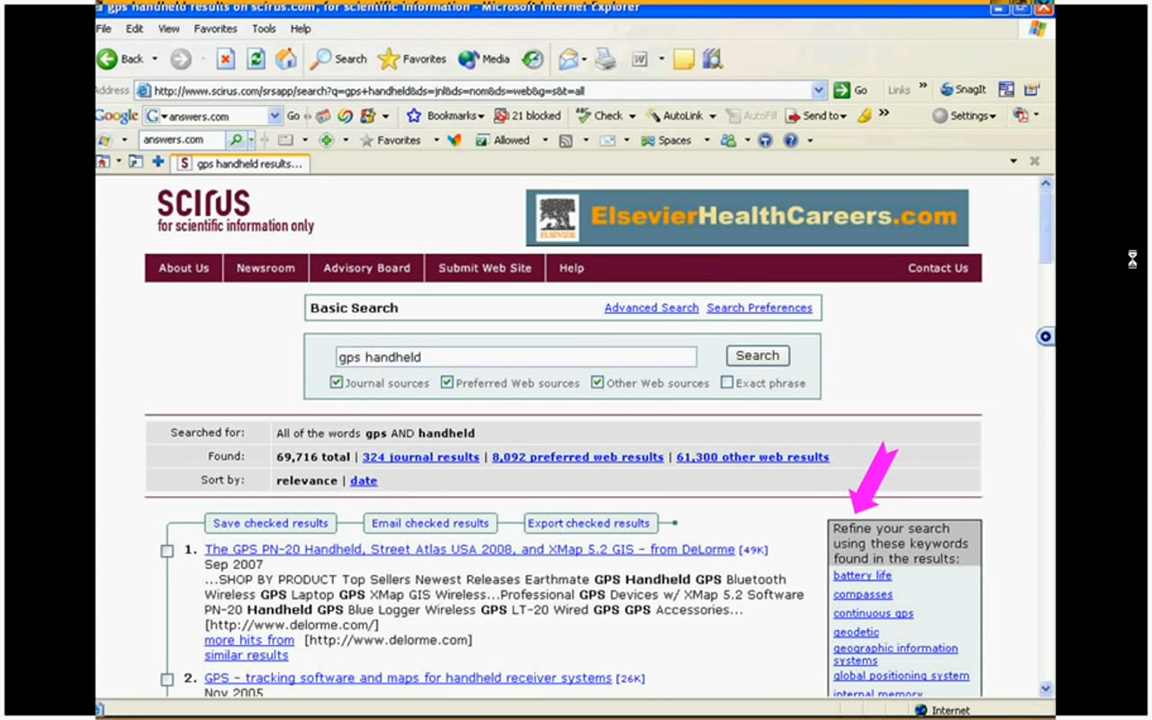 gps handheld results on scirus.com, for scientific information - Microsoft Internet Explorer
File Edit View Favorites Tools Help
Back Search Favorites Media W
Address http://www.scirus.com/srsapp/search?q=gps+handheld&ds=jnl&ds=nom&ds=web&g=s&t=all Go Links » SnagIt
Google G answers.com Go Bookmarks 21 blocked Check AutoLink AutoFill Send to » Settings
answers.com Favorites Allowed Spaces
S gps handheld results...
SCIRUS
for scientific information only
ELSEVIER
ElsevierHealthCareers.com
About Us Newsroom Advisory Board Submit Web Site Help Contact Us
Basic Search Advanced Search Search Preferences
gps handheld Search
Journal sources Preferred Web sources Other Web sources Exact phrase
Searched for: All of the words gps AND handheld
Found: 69,716 total | 324 journal results | 8,092 preferred web results | 61,300 other web results
Sort by: relevance | date
Save checked results Email checked results Export checked results
1. The GPS PN-20 Handheld, Street Atlas USA 2008, and XMap 5.2 GIS - from DeLorme [49K]
Sep 2007
...SHOP BY PRODUCT Top Sellers Newest Releases Earthmate GPS Handheld GPS Bluetooth
Wireless GPS Laptop GPS XMap GIS Wireless...Professional GPS Devices w/ XMap 5.2 Software
PN-20 Handheld GPS Blue Logger Wireless GPS LT-20 Wired GPS GPS Accessories...
[http://www.delorme.com/]
more hits from [http://www.delorme.com]
similar results
2. GPS - tracking software and maps for handheld receiver systems [26K]
Nov 2005
Refine your search
using these keywords
found in the results:
battery life
compasses
continuous gps
geodetic
geographic information
systems
global positioning system
internal memory
Internet